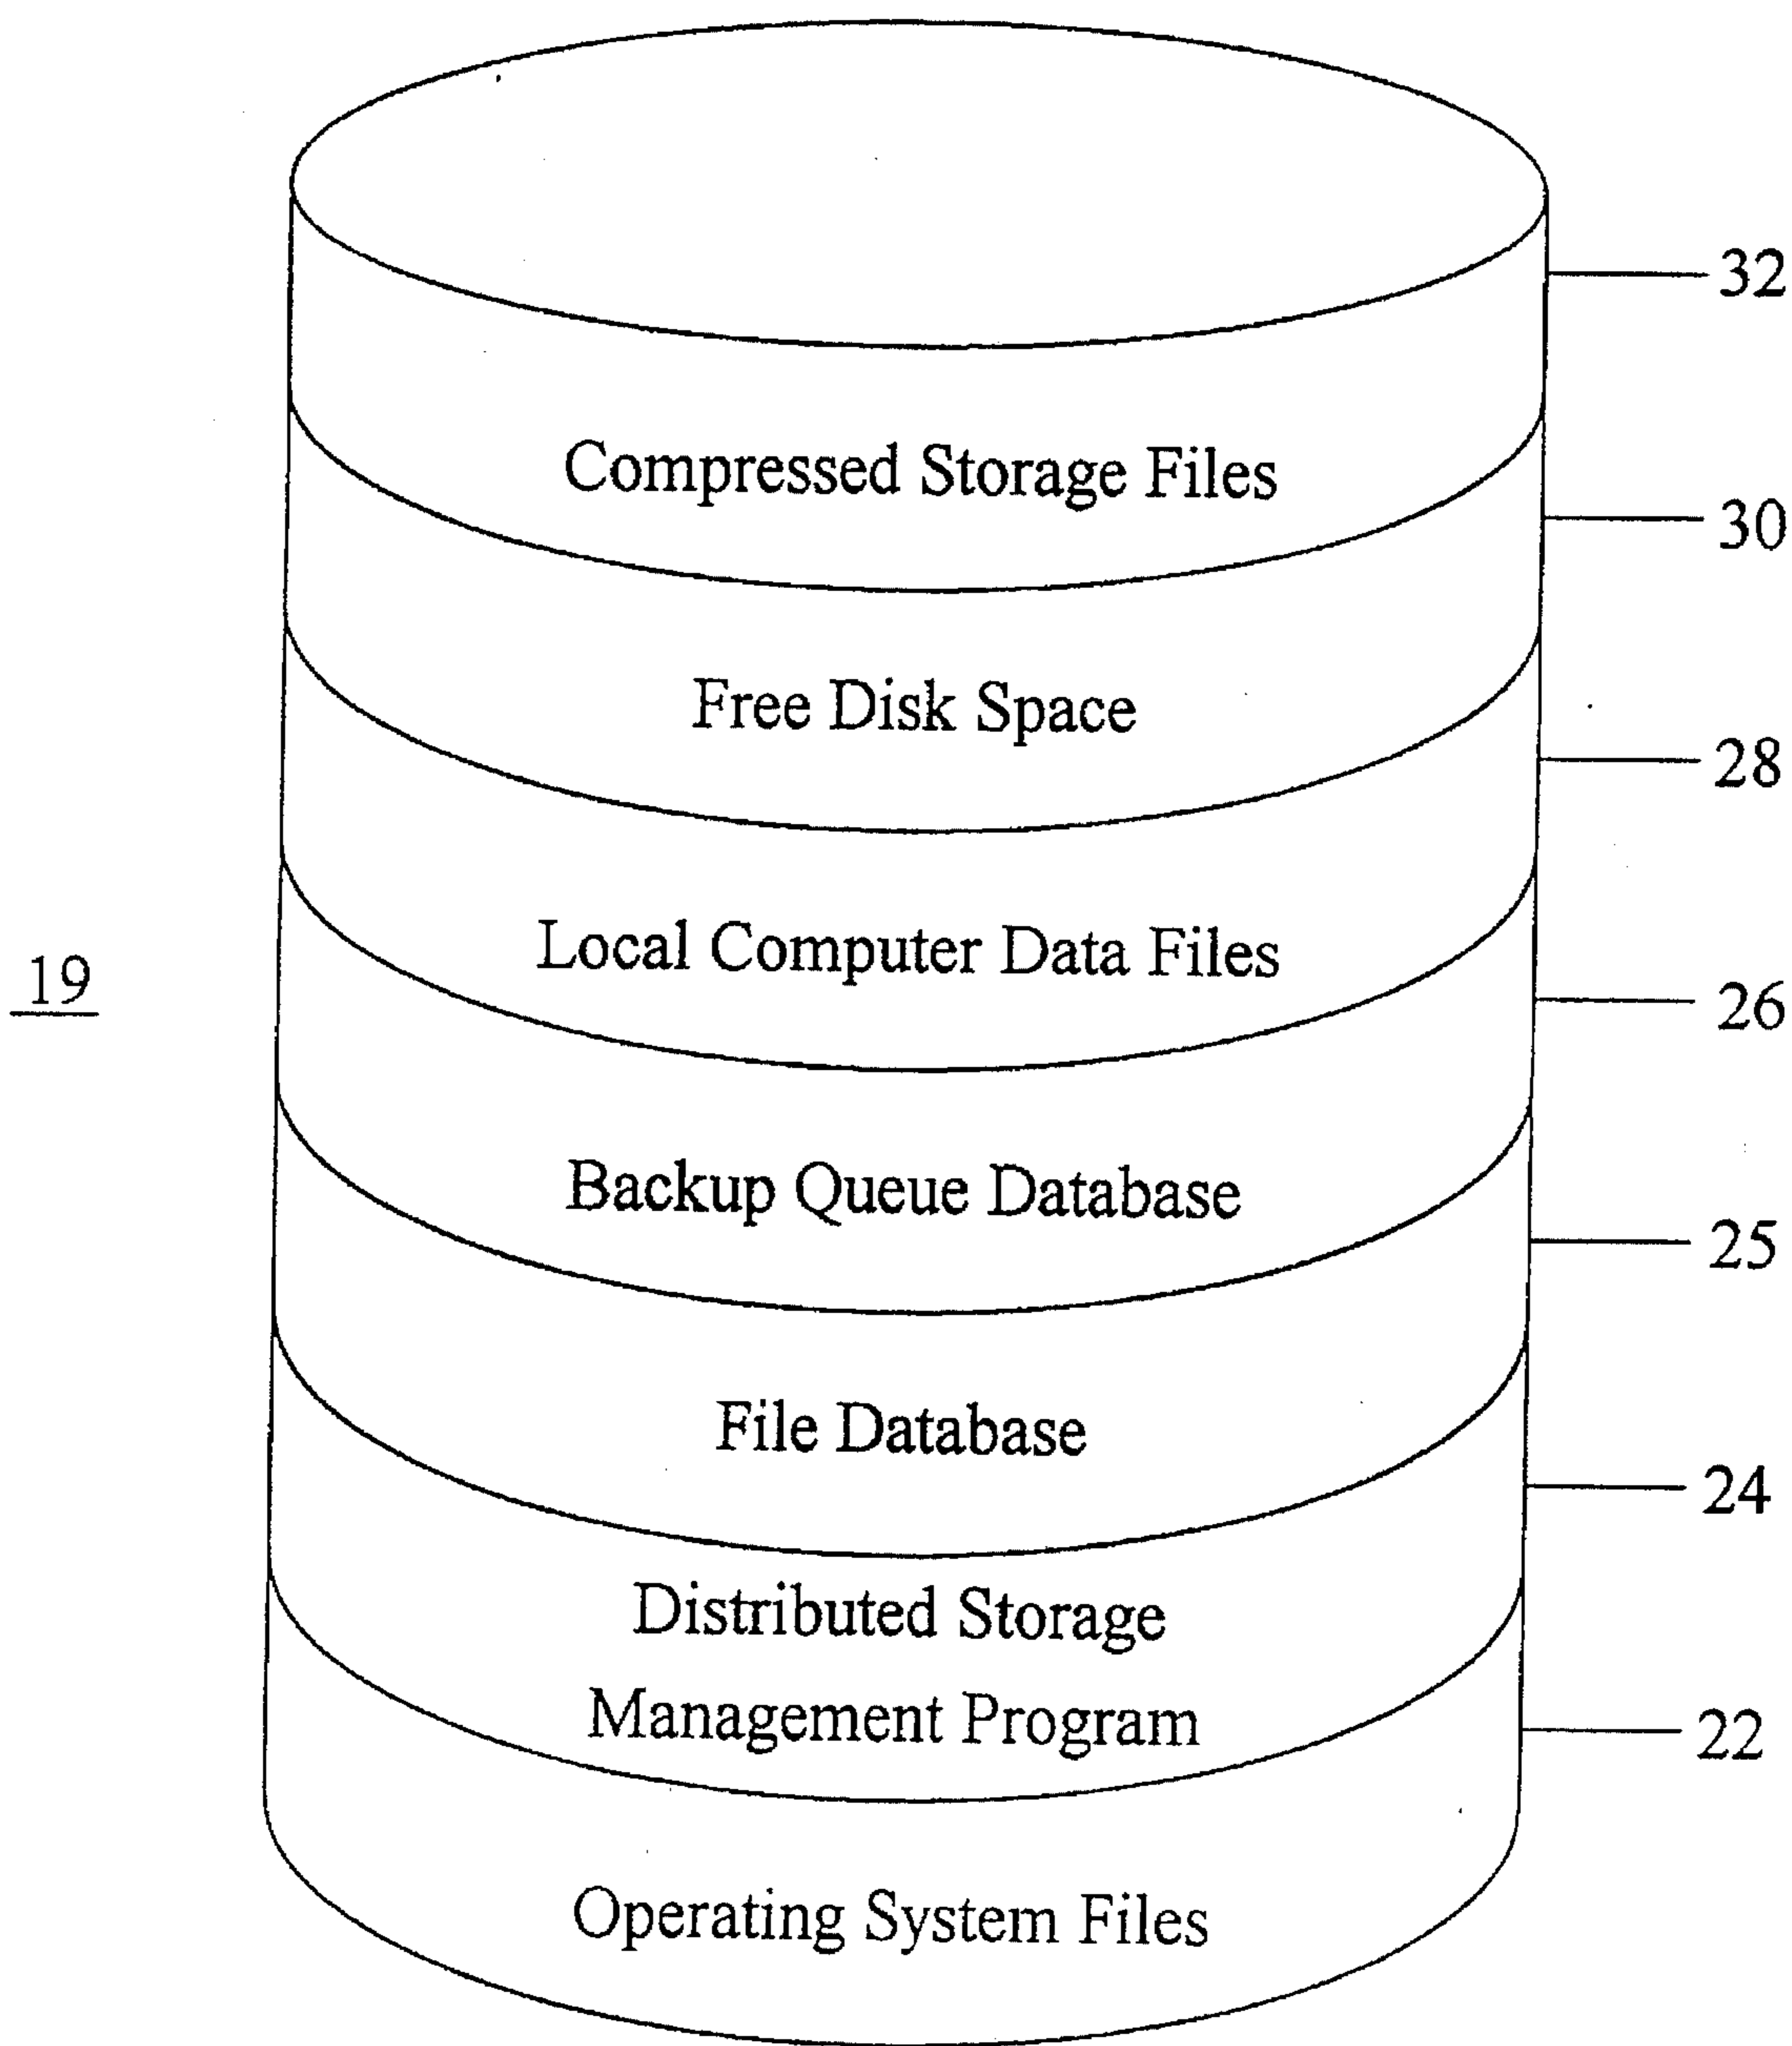 32
Compressed Storage Files
30
Free Disk Space
28
Local Computer Data Files
19
26
Backup Queue Database
25
File Database
24
Distributed Storage
Management Program
22
Operating System Files